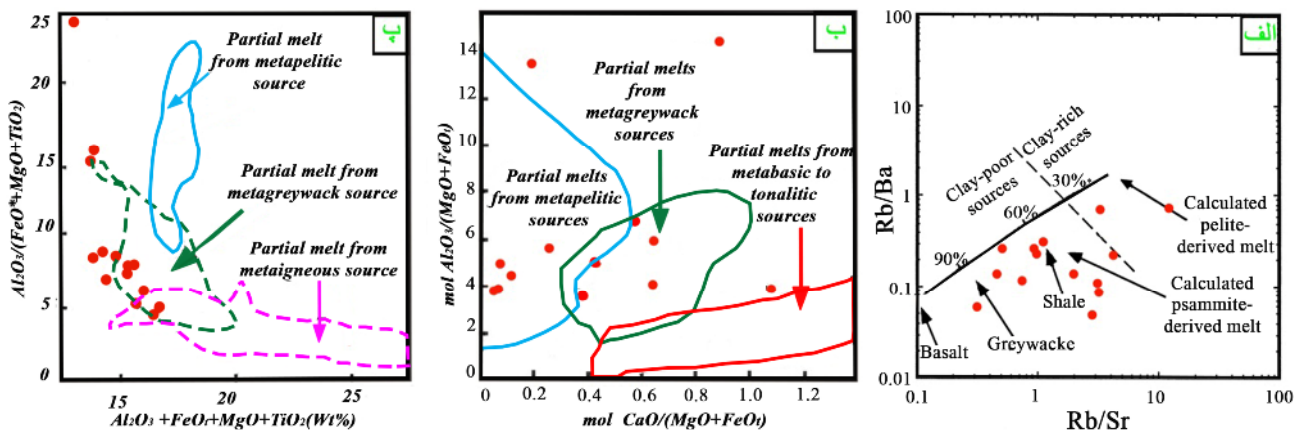 پ
25
20
15
10
5
0
15
20
25
Al₂O₃/(FeO*+MgO+TiO₂)
Al₂O₃ +FeOₜ+MgO+TiO₂(Wt%)
Partial melt
from metapelitic
source
Partial melt from
metagreywack source
Partial melt from
metaigneous source
ب
14
12
10
8
6
4
2
0
0.0
0.2
0.4
0.6
0.8
1.0
1.2
mol Al₂O₃/(MgO+FeOₜ)
mol CaO/(MgO+FeOₜ)
Partial melts
from
metagreywack
sources
Partial melts
from metapelitic
sources
Partial melts from
metabasic to
tonalitic
sources
الف
100
10
1
0.1
0.01
0.1
1
10
100
Rb/Ba
Rb/Sr
Clay-poor
sources
Clay-rich
sources
30%
60%
90%
Calculated
pelite-
derived melt
Calculated
psammite-
derived melt
Shale
Greywacke
Basalt